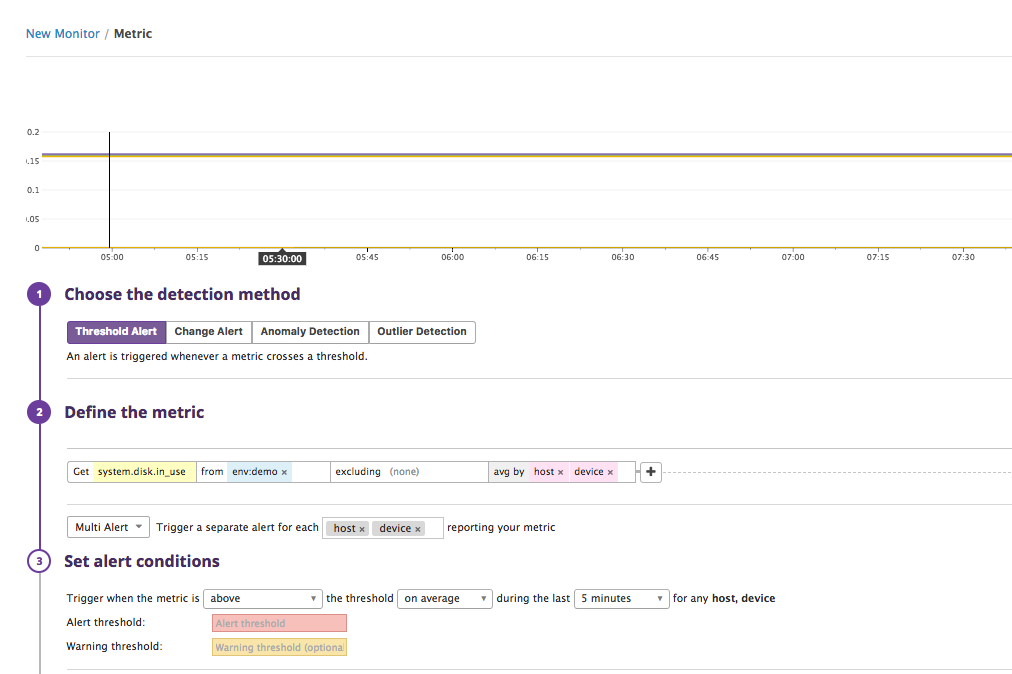 New Monitor / Metric
0.2
.15
0.1
.05
0
05:00 05:15 05:30:00 05:45 06:00 06:15 06:30 06:45 07:00 07:15 07:30
1 Choose the detection method
Threshold Alert Change Alert Anomaly Detection Outlier Detection
An alert is triggered whenever a metric crosses a threshold.
2 Define the metric
Get system.disk.in_use from env:demo × excluding (none) avg by host × device × +
Multi Alert Trigger a separate alert for each host × device × reporting your metric
3 Set alert conditions
Trigger when the metric is above the threshold on average during the last 5 minutes for any host, device
Alert threshold: Alert threshold
Warning threshold: Warning threshold (optional